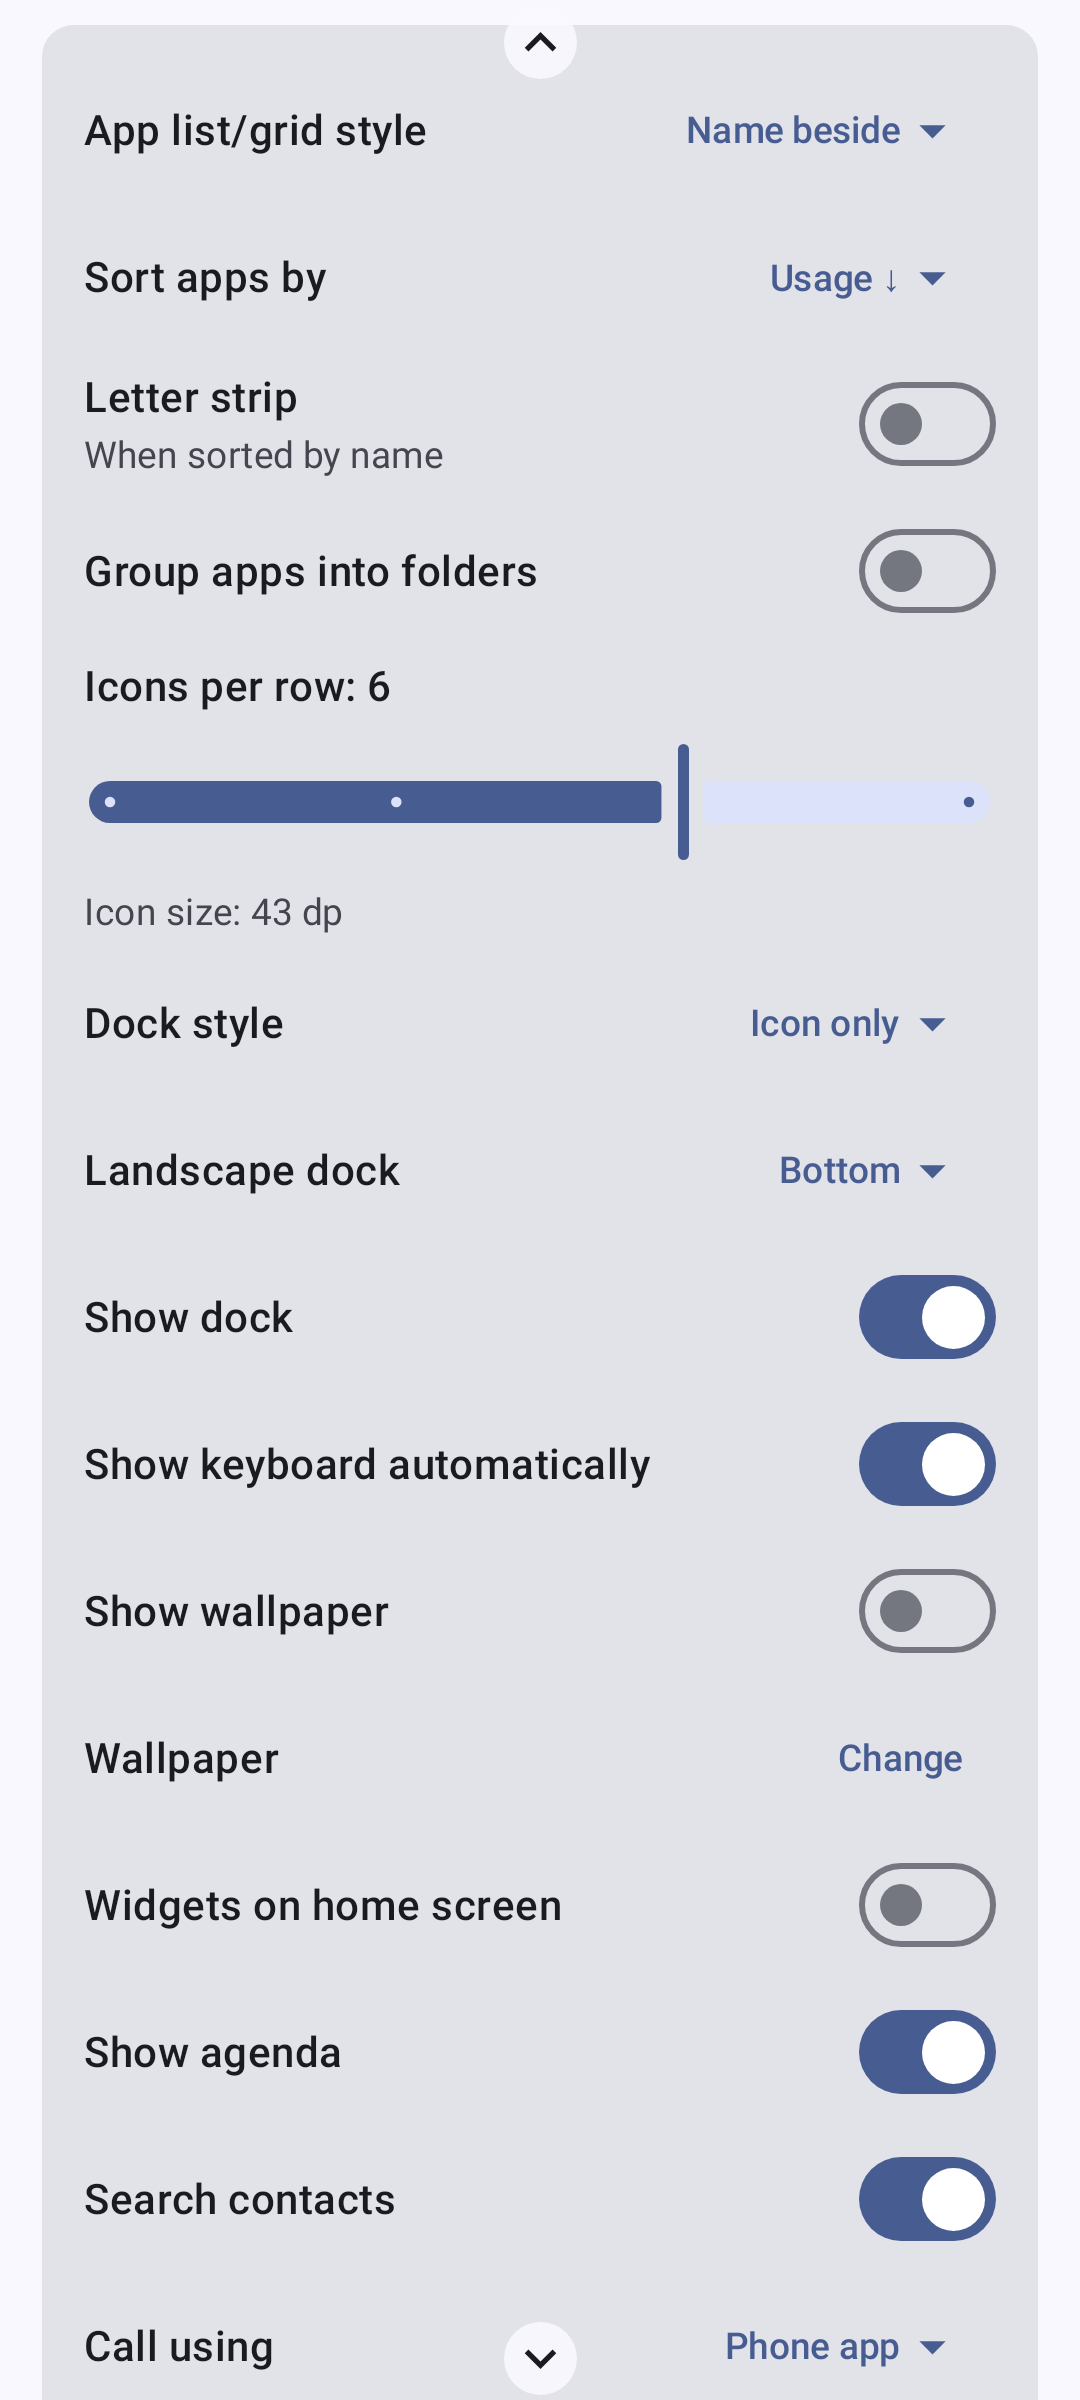 App list/grid style
Name beside
Sort apps by
Usage ↓
Letter strip
When sorted by name
Group apps into folders
Icons per row: 6
Icon size: 43 dp
Dock style
Icon only
Landscape dock
Bottom
Show dock
Show keyboard automatically
Show wallpaper
Wallpaper
Change
Widgets on home screen
Show agenda
Search contacts
Call using
Phone app